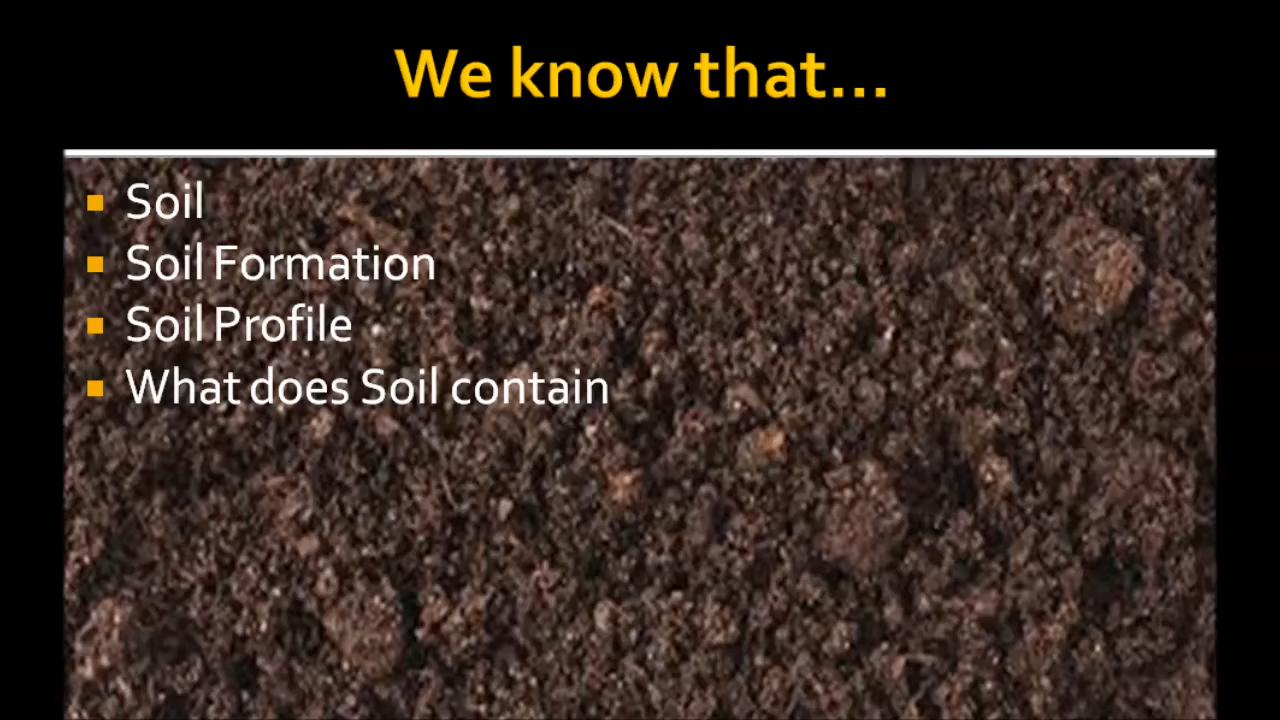 We know that...
Soil
Soil Formation
Soil Profile
What does Soil contain